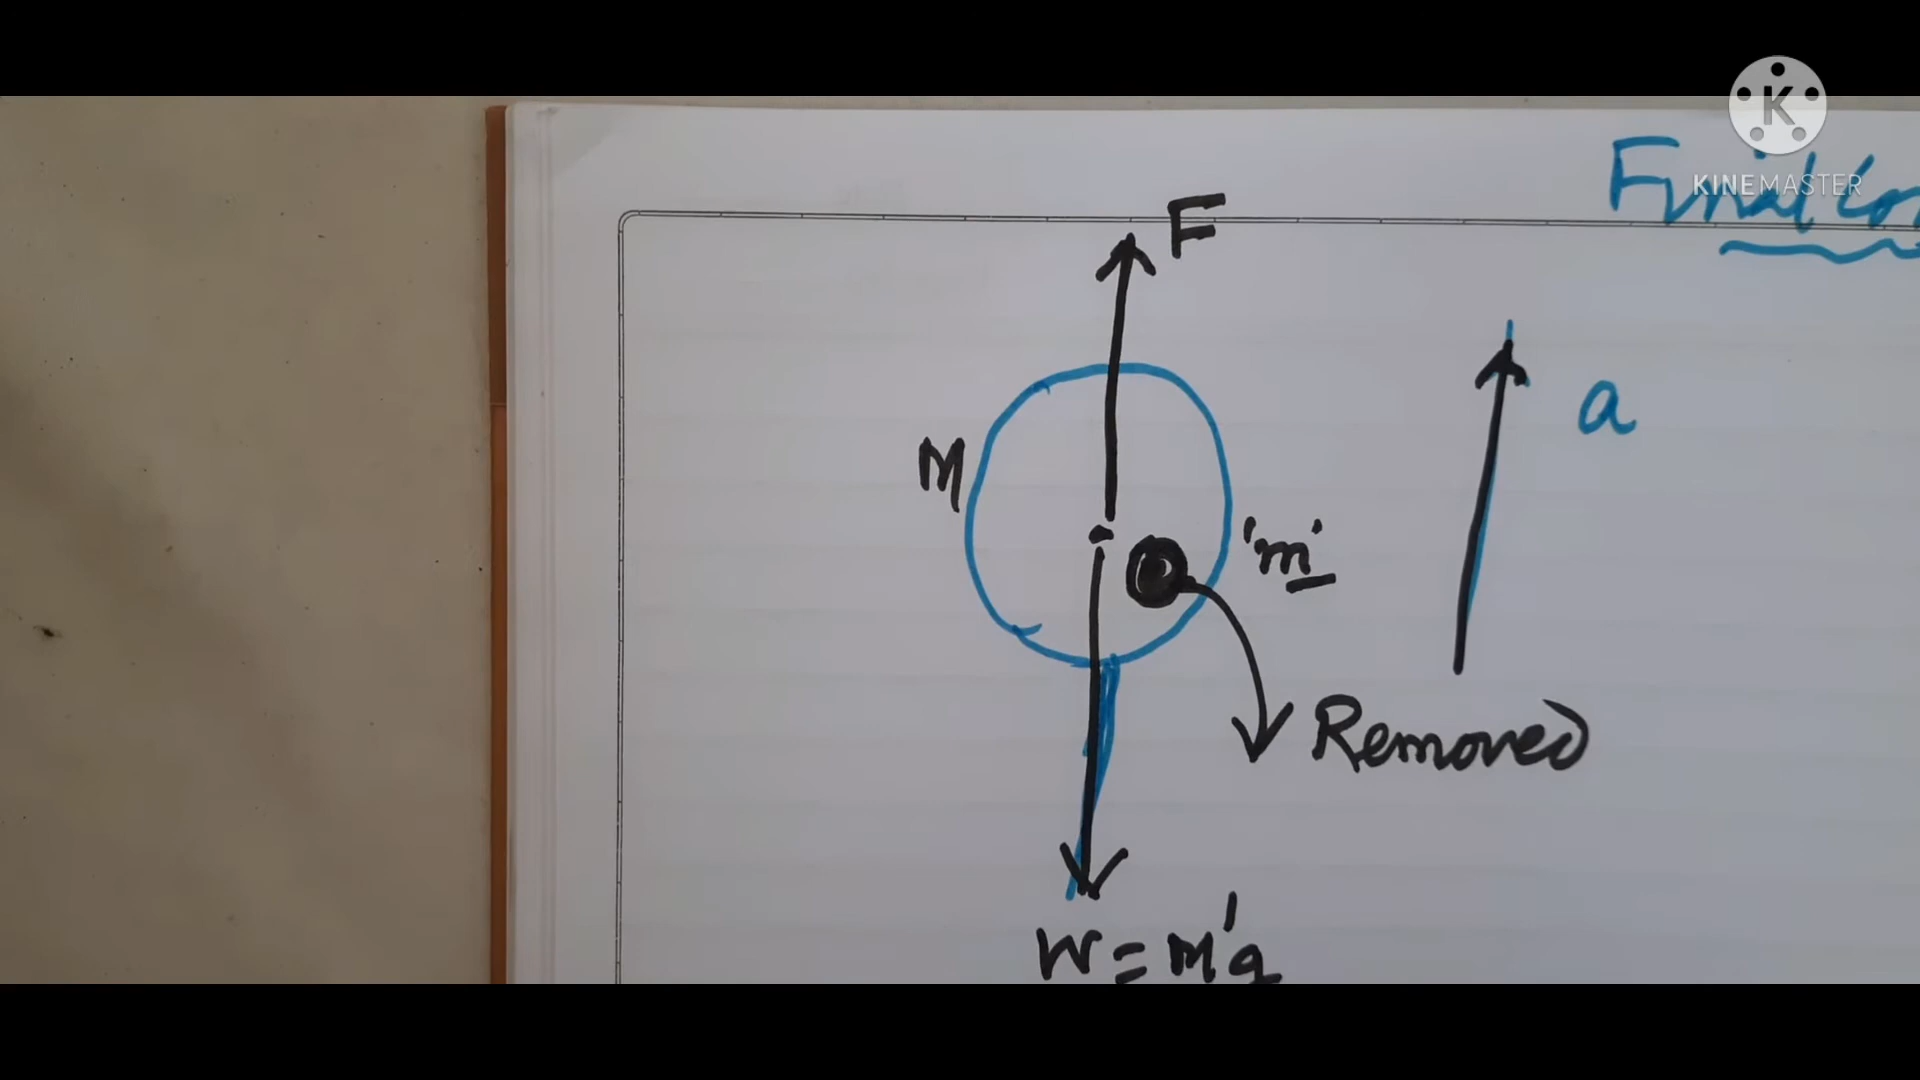 K
KINEMASTER
F
M
a
'm'
Removed
W = M'g